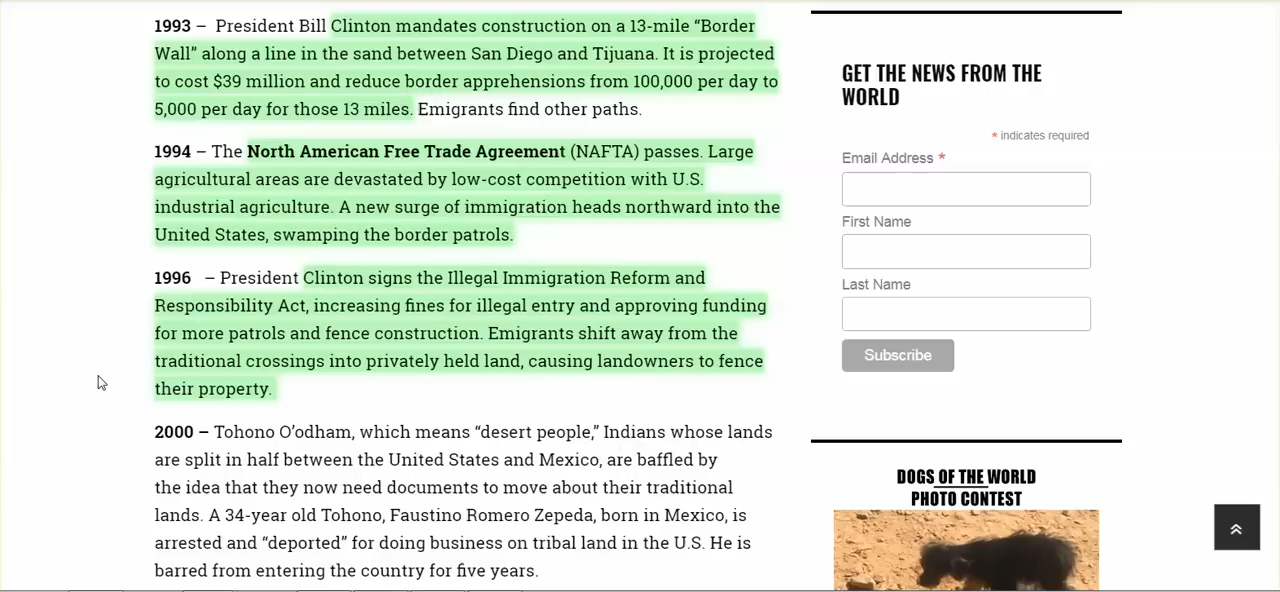 1993 – President Bill Clinton mandates construction on a 13-mile “Border
Wall” along a line in the sand between San Diego and Tijuana. It is projected
to cost $39 million and reduce border apprehensions from 100,000 per day to
5,000 per day for those 13 miles. Emigrants find other paths.
1994 – The North American Free Trade Agreement (NAFTA) passes. Large
agricultural areas are devastated by low-cost competition with U.S.
industrial agriculture. A new surge of immigration heads northward into the
United States, swamping the border patrols.
1996 – President Clinton signs the Illegal Immigration Reform and
Responsibility Act, increasing fines for illegal entry and approving funding
for more patrols and fence construction. Emigrants shift away from the
traditional crossings into privately held land, causing landowners to fence
their property.
2000 – Tohono O’odham, which means “desert people,” Indians whose lands
are split in half between the United States and Mexico, are baffled by
the idea that they now need documents to move about their traditional
lands. A 34-year old Tohono, Faustino Romero Zepeda, born in Mexico, is
arrested and “deported” for doing business on tribal land in the U.S. He is
barred from entering the country for five years.
GET THE NEWS FROM THE
WORLD
* indicates required
Email Address *
First Name
Last Name
Subscribe
DOGS OF THE WORLD
PHOTO CONTEST